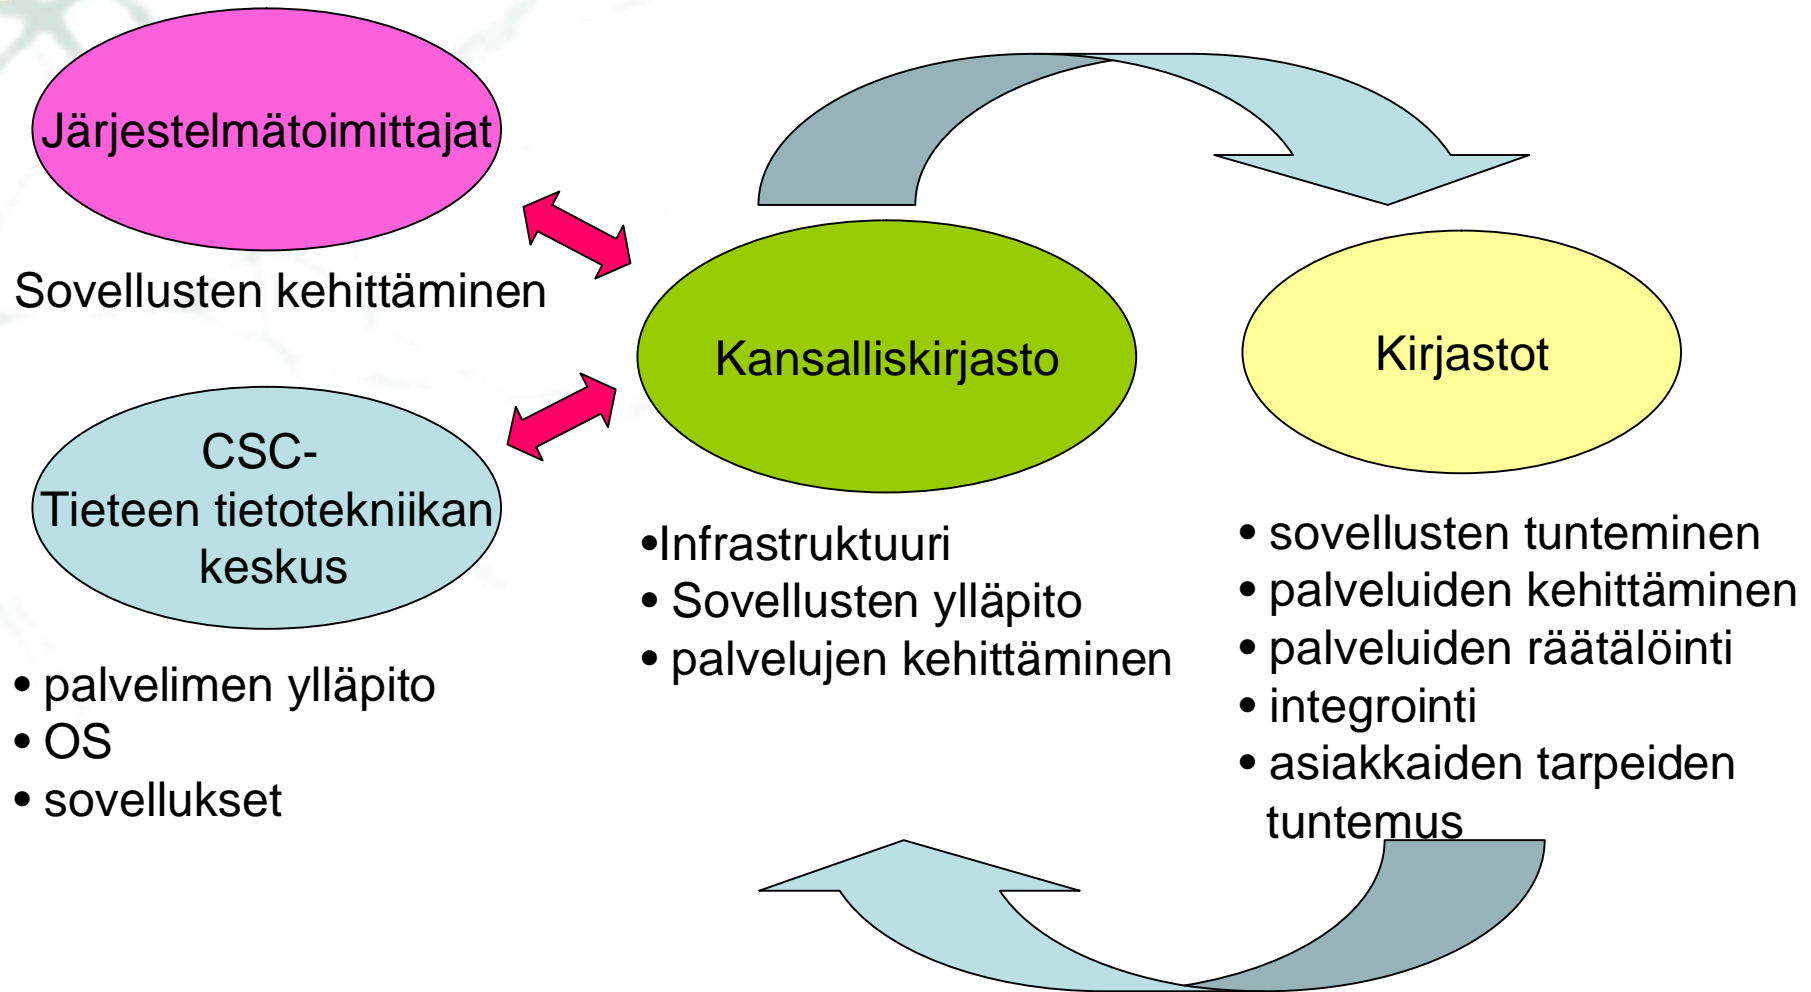 Järjestelmätoimittajat
Sovellusten kehittäminen
CSC-
Tieteen tietotekniikan
keskus
• palvelimen ylläpito
• OS
• sovellukset
Kansalliskirjasto
•Infrastruktuuri
• Sovellusten ylläpito
• palvelujen kehittäminen
Kirjastot
• sovellusten tunteminen
• palveluiden kehittäminen
• palveluiden räätälöinti
• integrointi
• asiakkaiden tarpeiden
tuntemus